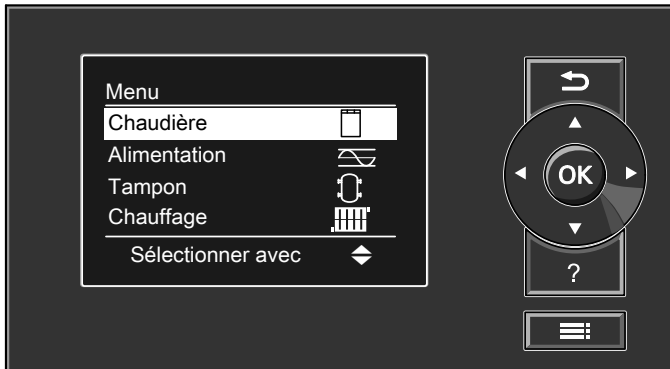 Menu
Chaudière
Alimentation
Tampon
Chauffage
Sélectionner avec
OK
?